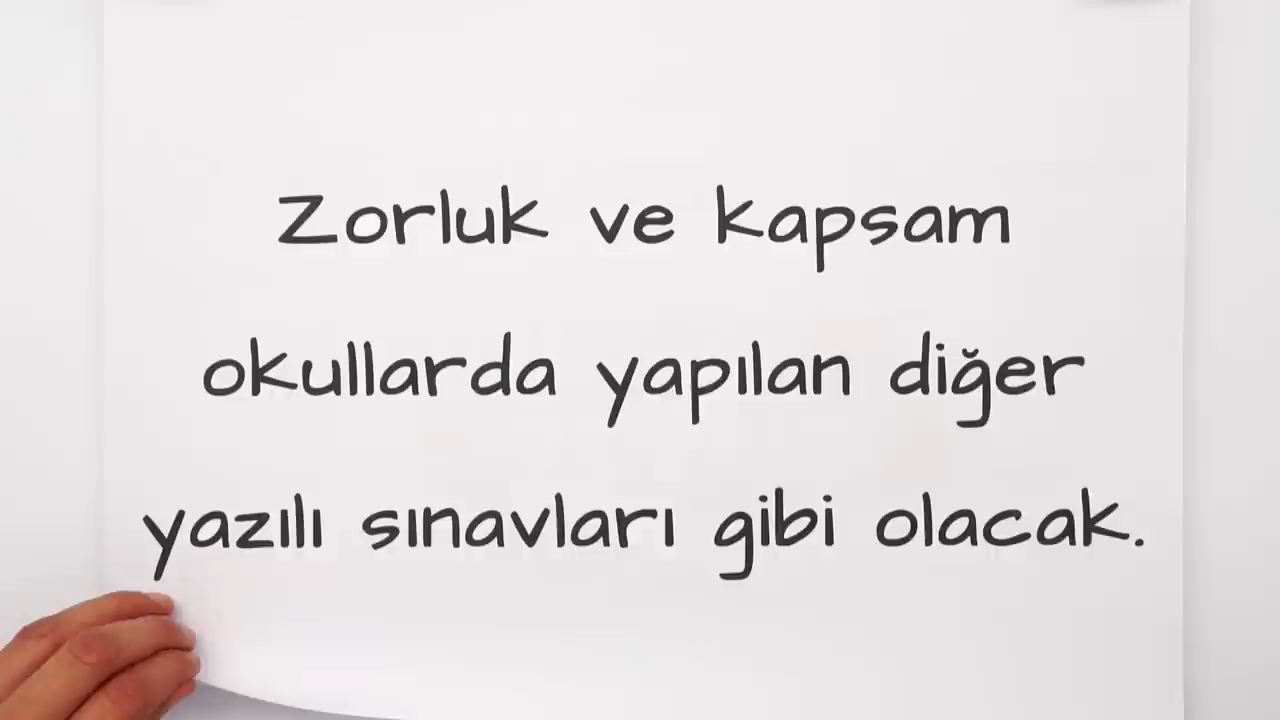 Zorluk ve kapsam
okullarda yapılan diğer
yazılı sınavları gibi olacak.